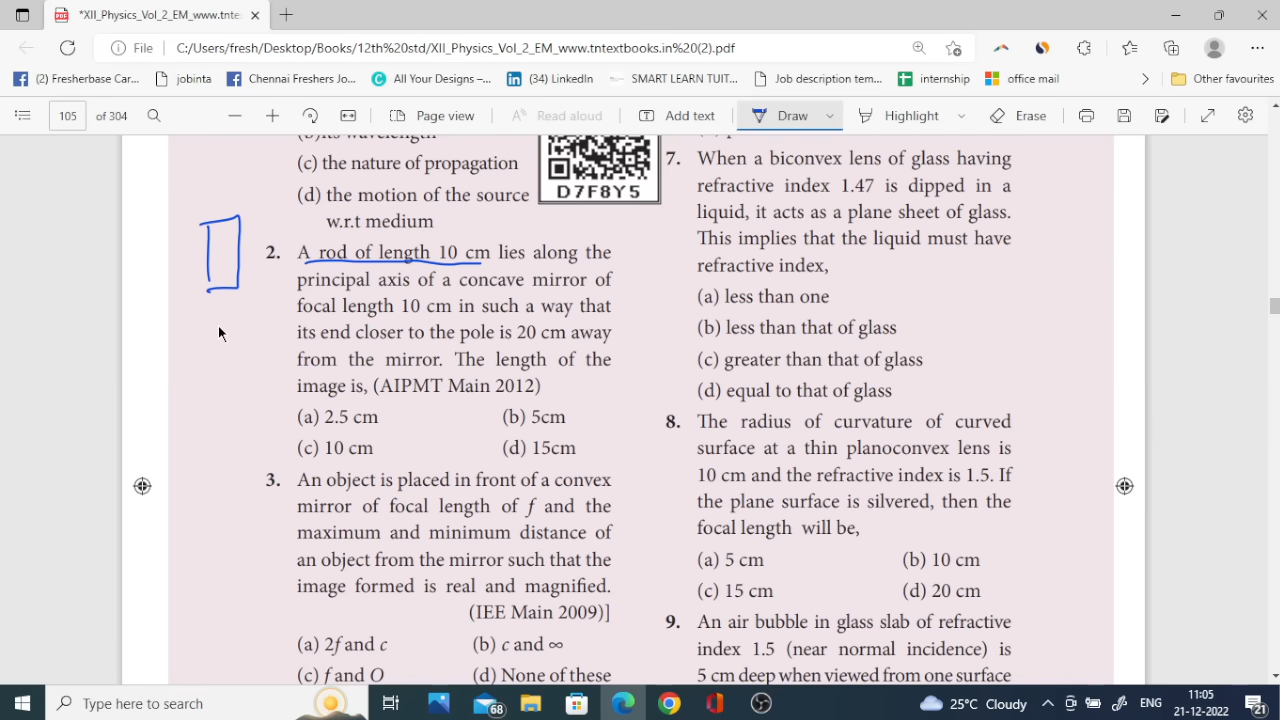 *XII_Physics_Vol_2_EM_www.tnte
File
C:/Users/fresh/Desktop/Books/12th%20std/XII_Physics_Vol_2_EM_www.tntextbooks.in%20(2).pdf
(2) Fresherbase Car...
jobinta
Chennai Freshers Jo...
All Your Designs –...
(34) LinkedIn
SMART LEARN TUIT...
Job description tem...
internship
office mail
Other favourites
105 of 304
Page view
Read aloud
Add text
Draw
Highlight
Erase
(c) the nature of propagation
(d) the motion of the source
w.r.t medium
D7F8Y5
2. A rod of length 10 cm lies along the
principal axis of a concave mirror of
focal length 10 cm in such a way that
its end closer to the pole is 20 cm away
from the mirror. The length of the
image is, (AIPMT Main 2012)
(a) 2.5 cm (b) 5cm
(c) 10 cm (d) 15cm
3. An object is placed in front of a convex
mirror of focal length of f and the
maximum and minimum distance of
an object from the mirror such that the
image formed is real and magnified.
(IEE Main 2009)]
(a) 2f and c (b) c and ∞
(c) f and O (d) None of these
7. When a biconvex lens of glass having
refractive index 1.47 is dipped in a
liquid, it acts as a plane sheet of glass.
This implies that the liquid must have
refractive index,
(a) less than one
(b) less than that of glass
(c) greater than that of glass
(d) equal to that of glass
8. The radius of curvature of curved
surface at a thin planoconvex lens is
10 cm and the refractive index is 1.5. If
the plane surface is silvered, then the
focal length will be,
(a) 5 cm (b) 10 cm
(c) 15 cm (d) 20 cm
9. An air bubble in glass slab of refractive
index 1.5 (near normal incidence) is
5 cm deep when viewed from one surface
Type here to search
68
25°C Cloudy
ENG
11:05
21-12-2022
21